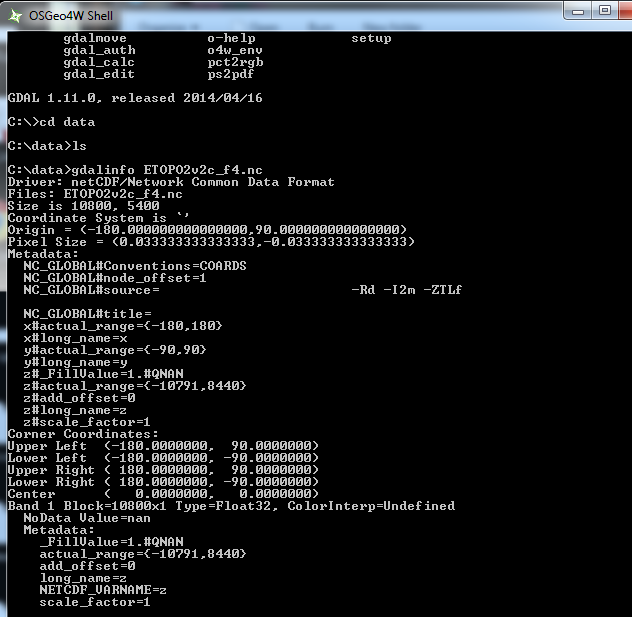 OSGeo4W Shell
gdalmove o-help setup
gdal_auth o4w_env
gdal_calc pct2rgb
gdal_edit ps2pdf
GDAL 1.11.0, released 2014/04/16
C:\>cd data
C:\data>ls
C:\data>gdalinfo ETOPO2v2c_f4.nc
Driver: netCDF/Network Common Data Format
Files: ETOPO2v2c_f4.nc
Size is 10800, 5400
Coordinate System is `'
Origin = (-180.000000000000000,90.000000000000000)
Pixel Size = (0.033333333333333,-0.033333333333333)
Metadata:
NC_GLOBAL#Conventions=COARDS
NC_GLOBAL#node_offset=1
NC_GLOBAL#source= -Rd -I2m -ZTLf
NC_GLOBAL#title=
x#actual_range={-180,180}
x#long_name=x
y#actual_range={-90,90}
y#long_name=y
z#_FillValue=1.#QNAN
z#actual_range={-10791,8440}
z#add_offset=0
z#long_name=z
z#scale_factor=1
Corner Coordinates:
Upper Left (-180.0000000, 90.0000000)
Lower Left (-180.0000000, -90.0000000)
Upper Right ( 180.0000000, 90.0000000)
Lower Right ( 180.0000000, -90.0000000)
Center ( 0.0000000, 0.0000000)
Band 1 Block=10800x1 Type=Float32, ColorInterp=Undefined
NoData Value=nan
Metadata:
_FillValue=1.#QNAN
actual_range={-10791,8440}
add_offset=0
long_name=z
NETCDF_VARNAME=z
scale_factor=1